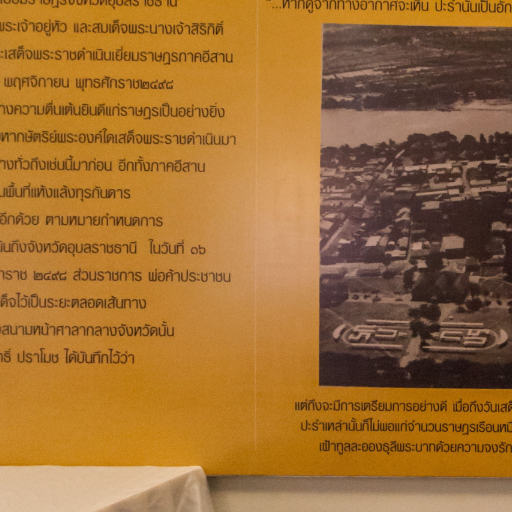 พระเจ้าอยู่หัว และสมเด็จพระนางเจ้าสิริกิติ์
เสด็จพระราชดำเนินเยี่ยมราษฎรภาคอีสาน
พฤศจิกายน พุทธศักราช๒๔๙๘
างความตื่นเต้นยินดีแก่ราษฎรเป็นอย่างยิ่ง
หากษัตริย์พระองค์ใดเสด็จพระราชดำเนินมา
างทั่วถึงเช่นนี้มาก่อน อีกทั้งภาคอีสาน
พื้นที่แห้งแล้งทุรกันดาร
อีกด้วย ตามหมายกำหนดการ
ถึงจังหวัดอุบลราชธานี ในวันที่ ๑๖
ราช ๒๔๙๘ ส่วนราชการ พ่อค้าประชาชน
ด็จไว้เป็นระยะตลอดเส้นทาง
สนามหน้าศาลากลางจังหวัดนั้น
ปราโมช ได้บันทึกไว้ว่า
"...หากดูจากทางอากาศจะเห็น ปะรำนั้นเป็นอัก
แต่ถึงจะมีการเตรียมการอย่างดี เมื่อถึงวันเสด็
ปะรำเหล่านั้นก็ไม่พอแก่จำนวนราษฎรเรือนหมื
เฝ้าทูลละอองธุลีพระบาทด้วยความจงรัก